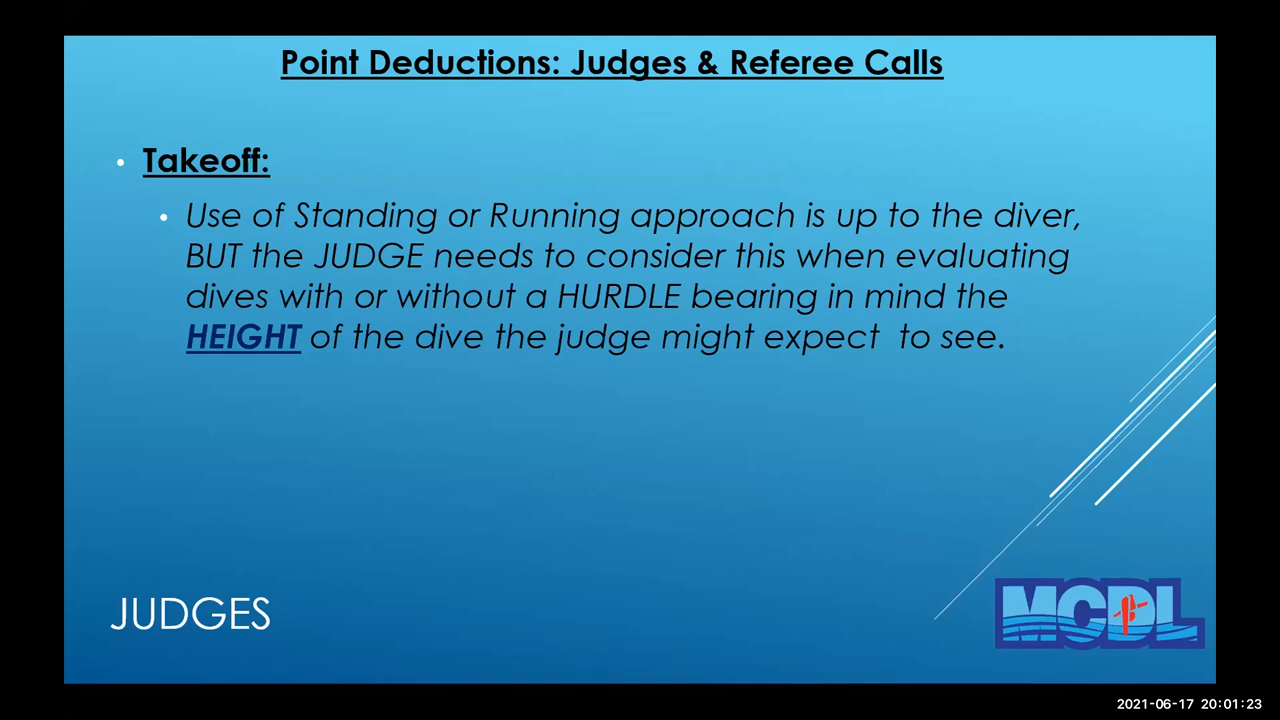 Point Deductions: Judges & Referee Calls
• Takeoff:
• Use of Standing or Running approach is up to the diver,
BUT the JUDGE needs to consider this when evaluating
dives with or without a HURDLE bearing in mind the
HEIGHT of the dive the judge might expect  to see.
JUDGES
MCDL
2021-06-17 20:01:23